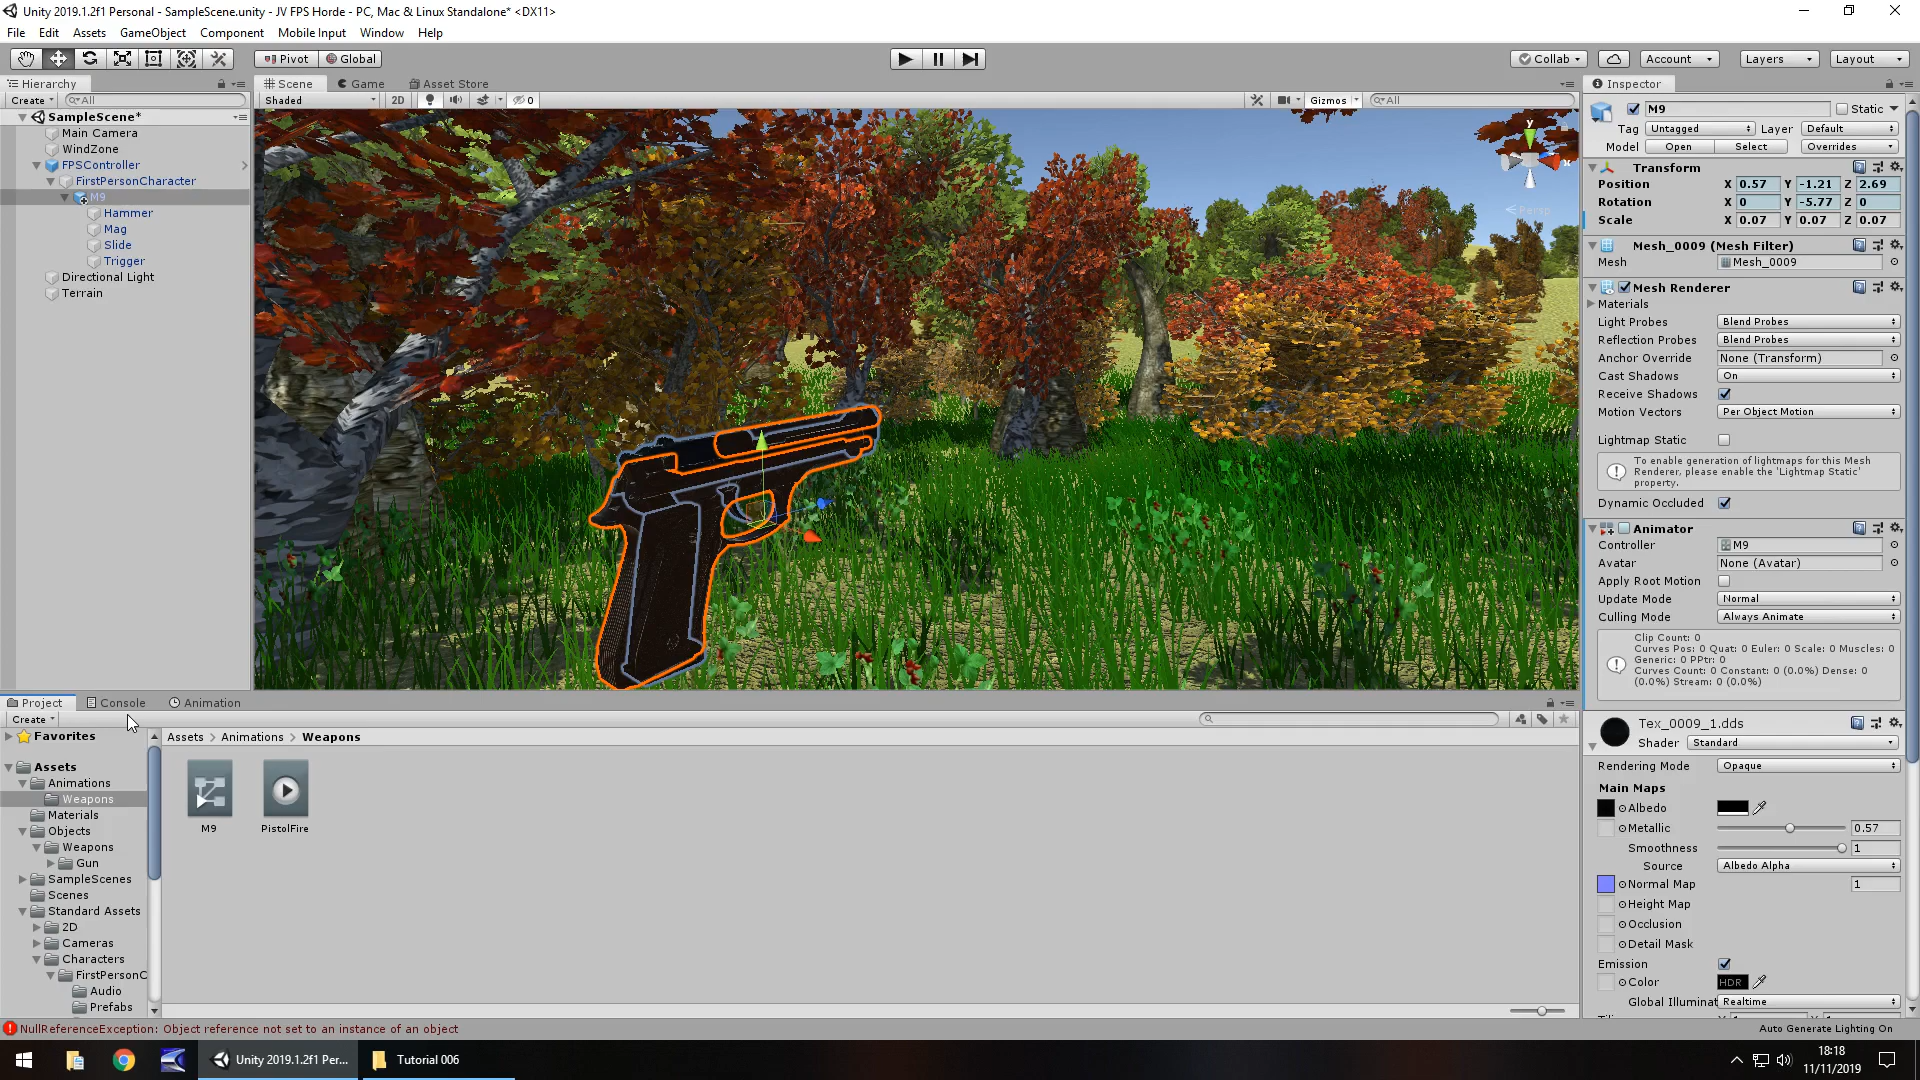 Unity 2019.1.2f1 Personal - SampleScene.unity - JV FPS Horde - PC, Mac & Linux Standalone* <DX11>
File Edit Assets GameObject Component Mobile Input Window Help
Pivot Global Collab Account Layers Layout
Hierarchy
Create All
SampleScene*
Main Camera
WindZone
FPSController
FirstPersonCharacter
M9
Hammer
Mag
Slide
Trigger
Directional Light
Terrain
Scene Game Asset Store
Shaded 2D 0 Gizmos All
y
x
Persp
Inspector
M9 Static
Tag Untagged Layer Default
Model Open Select Overrides
Transform
Position X 0.57 Y -1.21 Z 2.69
Rotation X 0 Y -5.77 Z 0
Scale X 0.07 Y 0.07 Z 0.07
Mesh_0009 (Mesh Filter)
Mesh Mesh_0009
Mesh Renderer
Materials
Light Probes Blend Probes
Reflection Probes Blend Probes
Anchor Override None (Transform)
Cast Shadows On
Receive Shadows
Motion Vectors Per Object Motion
Lightmap Static
To enable generation of lightmaps for this Mesh
Renderer, please enable the 'Lightmap Static'
property.
Dynamic Occluded
Animator
Controller M9
Avatar None (Avatar)
Apply Root Motion
Update Mode Normal
Culling Mode Always Animate
Clip Count: 0
Curves Pos: 0 Quat: 0 Euler: 0 Scale: 0 Muscles: 0
Generic: 0 PPtr: 0
Curves Count: 0 Constant: 0 (0.0%) Dense: 0
(0.0%) Stream: 0 (0.0%)
Tex_0009_1.dds
Shader Standard
Rendering Mode Opaque
Main Maps
Albedo
Metallic 0.57
Smoothness 1
Source Albedo Alpha
Normal Map 1
Height Map
Occlusion
Detail Mask
Emission
Color HDR
Global Illuminat Realtime
Project Console Animation
Create
Favorites
Assets
Animations
Weapons
Materials
Objects
Weapons
Gun
SampleScenes
Scenes
Standard Assets
2D
Cameras
Characters
FirstPersonC
Audio
Prefabs
Assets > Animations > Weapons
M9 PistolFire
NullReferenceException: Object reference not set to an instance of an object
Auto Generate Lighting On
Unity 2019.1.2f1 Per... Tutorial 006
18:18
11/11/2019